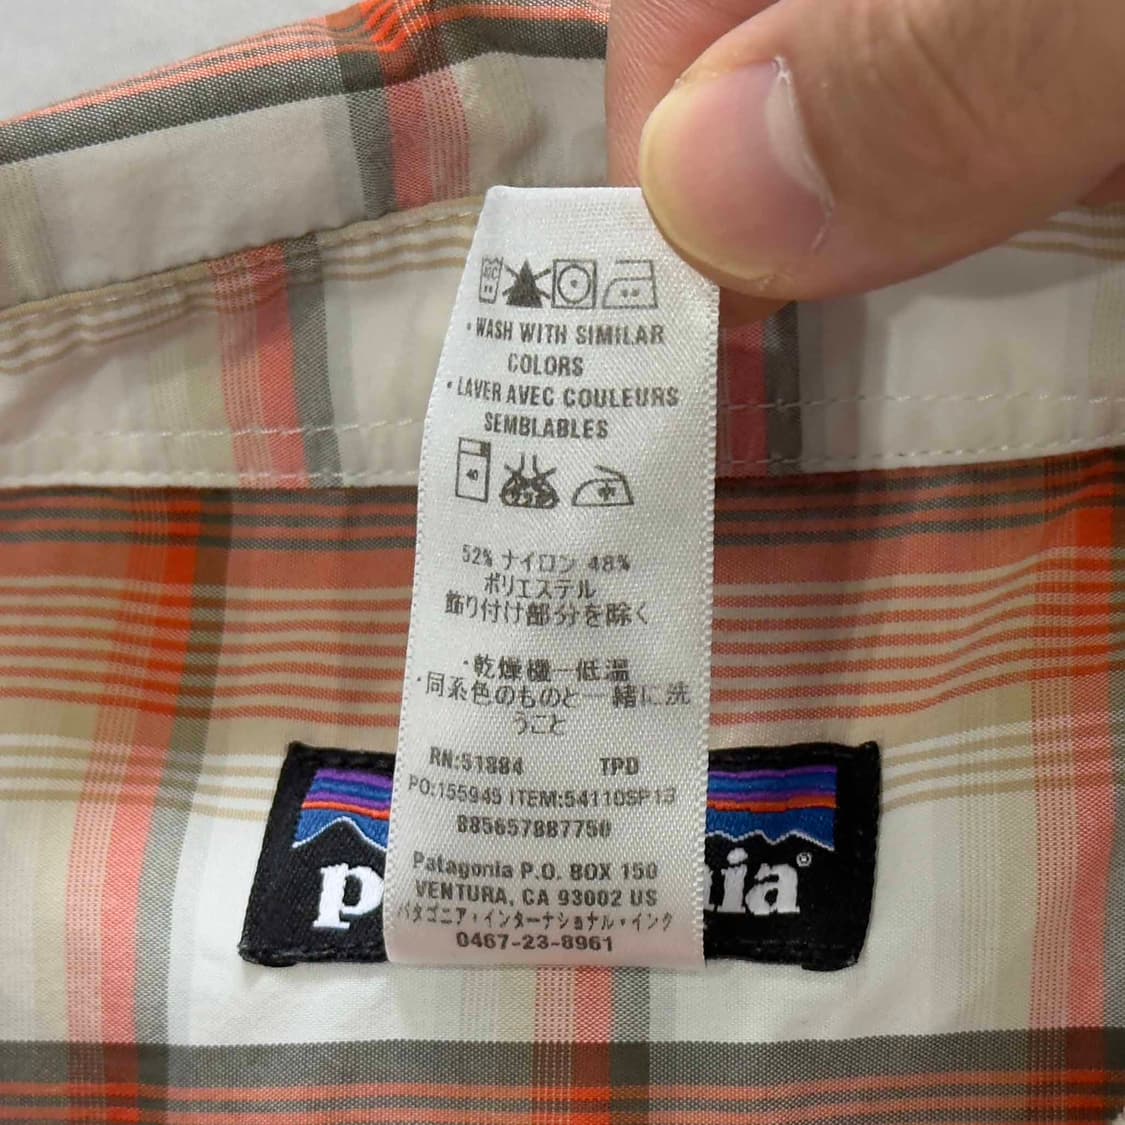 • WASH WITH SIMILAR
COLORS
• LAVER AVEC COULEURS
SEMBLABLES
40
52% ナイロン 48%
ポリエステル
飾り付け部分を除く
・乾燥機一低温
・同系色のものと一緒に洗
うこと
RN:51884 TPD
PO:155945 ITEM:54110SP13
885657887750
Patagonia P.O. BOX 150
VENTURA, CA 93002 US
パタゴニア・インターナショナル・インク
0467-23-8961
p
nia®